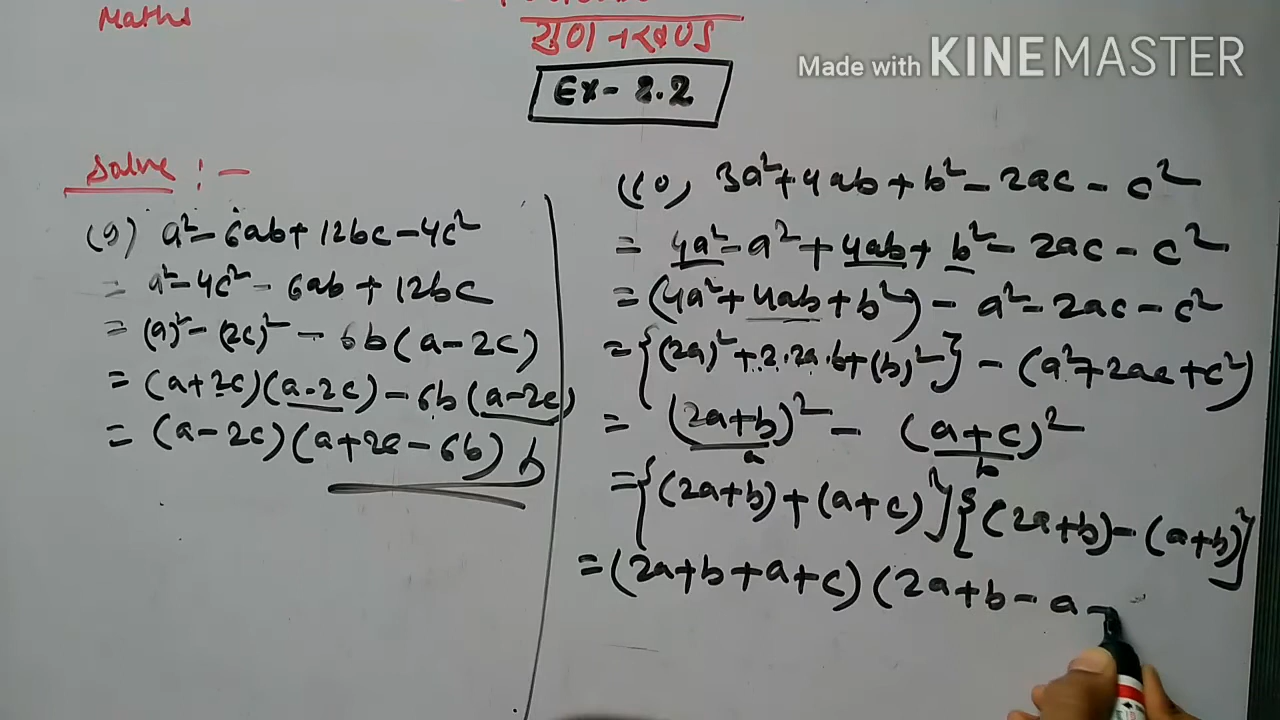 Maths
गुणनखण्ड
Made with KINEMASTER
Ex- 2.2
Solve :-
(9) a²-6ab+12bc-4c²
= a²-4c²-6ab+12bc
= (a)²-(2c)²-6b(a-2c)
= (a+2c)(a-2c)-6b(a-2c)
= (a-2c)(a+2c-6b)
(10) 3a²+4ab+b²-2ac-c²
= 4a²-a²+4ab+b²-2ac-c²
= (4a²+4ab+b²)-a²-2ac-c²
= {(2a)²+2.2a.b+(b)²}-(a²+2ac+c²)
= (2a+b)²-(a+c)²
a b
= {(2a+b)+(a+c)}{(2a+b)-(a+b)}
= (2a+b+a+c)(2a+b-a-